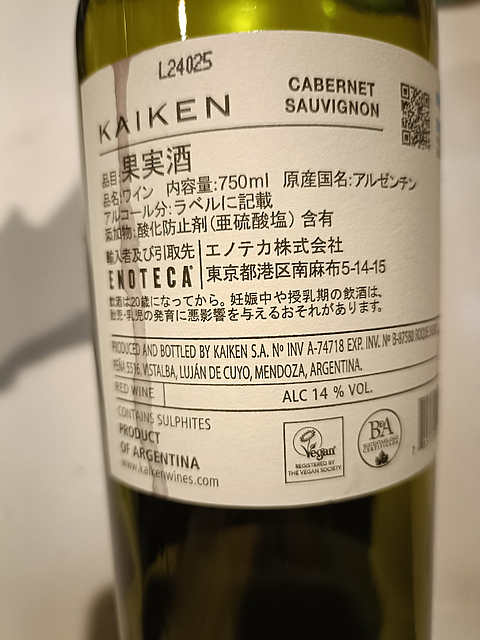 L24025
KAIKEN
CABERNET
SAUVIGNON
品目:果実酒
品名:ワイン 内容量:750ml 原産国名:アルゼンチン
アルコール分:ラベルに記載
添加物:酸化防止剤(亜硫酸塩)含有
輸入者及び引取先
ENOTECA
エノテカ株式会社
東京都港区南麻布5-14-15
飲酒は20歳になってから。妊娠中や授乳期の飲酒は、
胎児・乳児の発育に悪影響を与えるおそれがあります。
PRODUCED AND BOTTLED BY KAIKEN S.A. Nº INV A-74718 EXP. INV. Nº B-87580 ROQUE
PEÑA 5516, VISTALBA, LUJÁN DE CUYO, MENDOZA, ARGENTINA.
RED WINE
ALC 14 % VOL.
CONTAINS SULPHITES
PRODUCT
OF ARGENTINA
www.kaikenwines.com
Vegan
REGISTERED BY
THE VEGAN SOCIETY
BdA